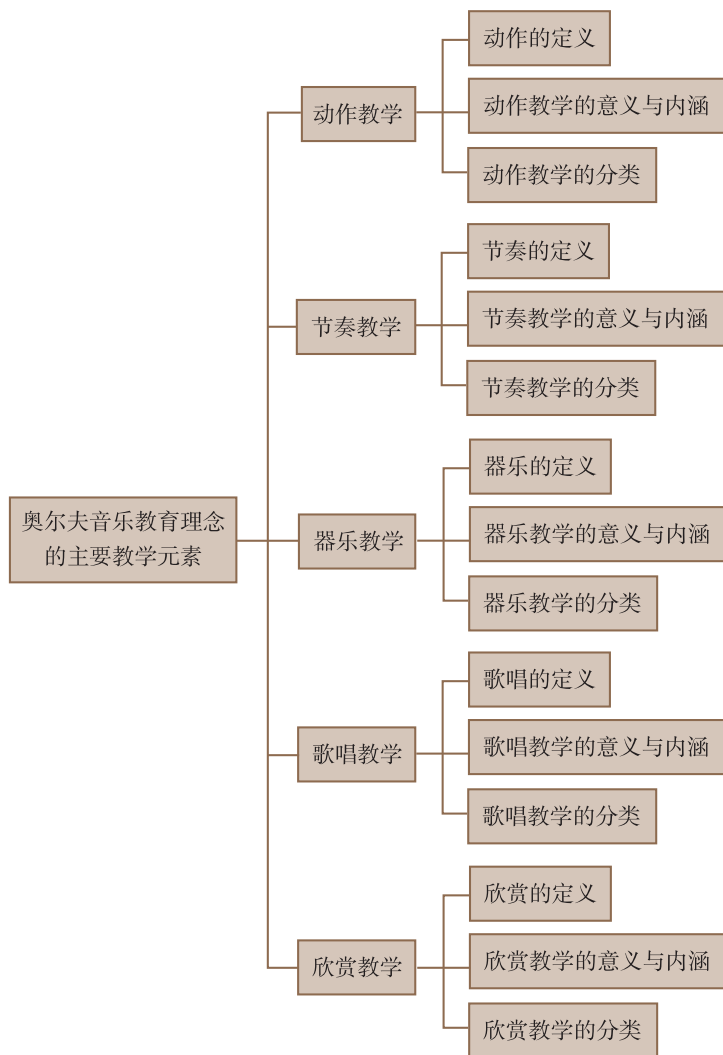 奥尔夫音乐教育理念
的主要教学元素
动作教学
动作的定义
动作教学的意义与内涵
动作教学的分类
节奏教学
节奏的定义
节奏教学的意义与内涵
节奏教学的分类
器乐教学
器乐的定义
器乐教学的意义与内涵
器乐教学的分类
歌唱教学
歌唱的定义
歌唱教学的意义与内涵
歌唱教学的分类
欣赏教学
欣赏的定义
欣赏教学的意义与内涵
欣赏教学的分类